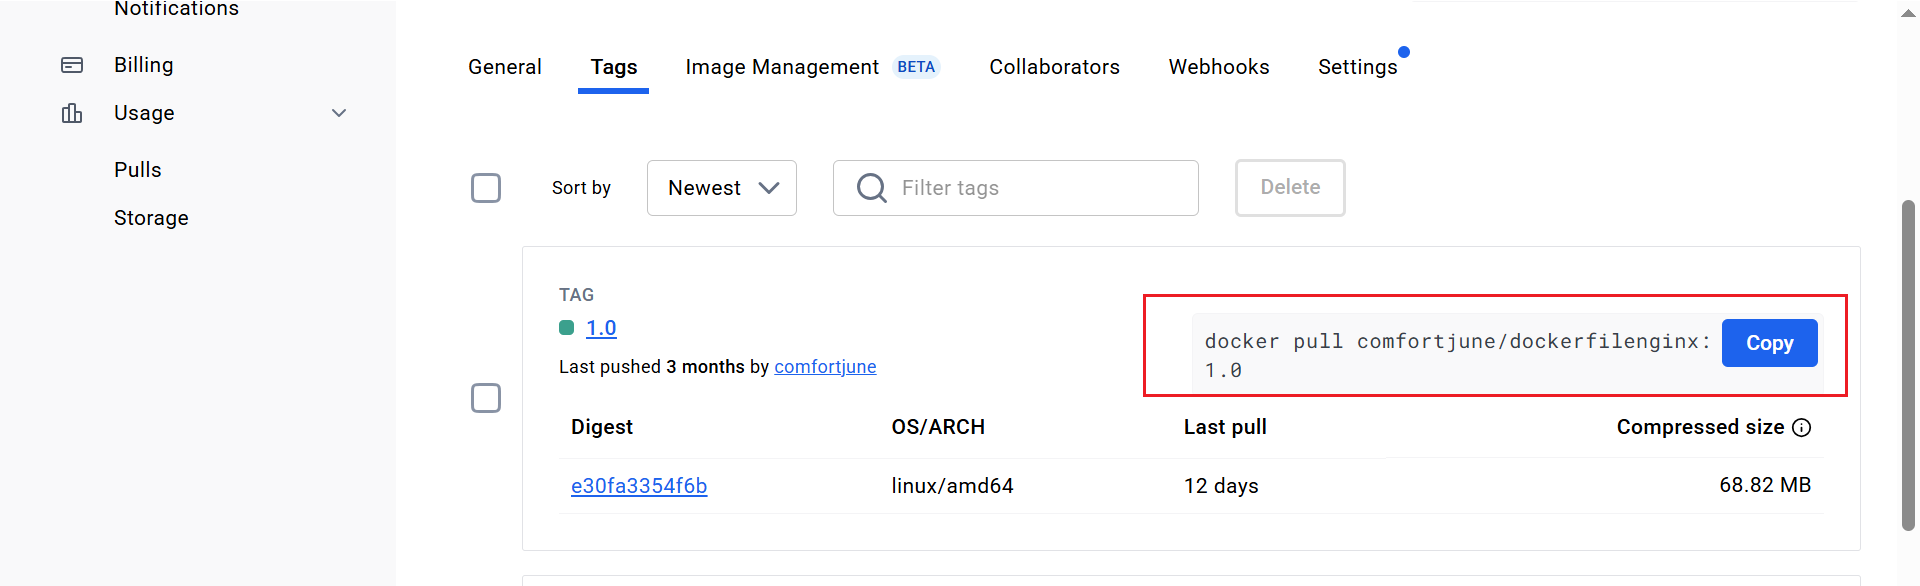 Notifications
Billing
Usage
Pulls
Storage
General Tags Image Management BETA Collaborators Webhooks Settings
Sort by Newest Filter tags Delete
TAG
1.0
Last pushed 3 months by comfortjune
docker pull comfortjune/dockerfilenginx:
1.0
Copy
Digest OS/ARCH Last pull Compressed size
e30fa3354f6b linux/amd64 12 days 68.82 MB